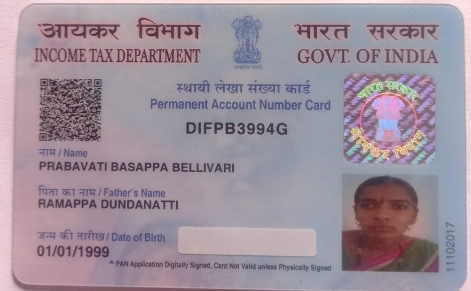 आयकर विभाग भारत सरकार
INCOME TAX DEPARTMENT GOVT. OF INDIA
स्थायी लेखा संख्या कार्ड
Permanent Account Number Card
DIFPB3994G
नाम / Name
PRABAVATI BASAPPA BELLIVARI
पिता का नाम / Father's Name
RAMAPPA DUNDANATTI
जन्म की तारीख / Date of Birth
01/01/1999
PAN Application Digitally Signed, Card Not Valid unless Physically Signed
11102017
भारत सरकार
आयकर विभाग